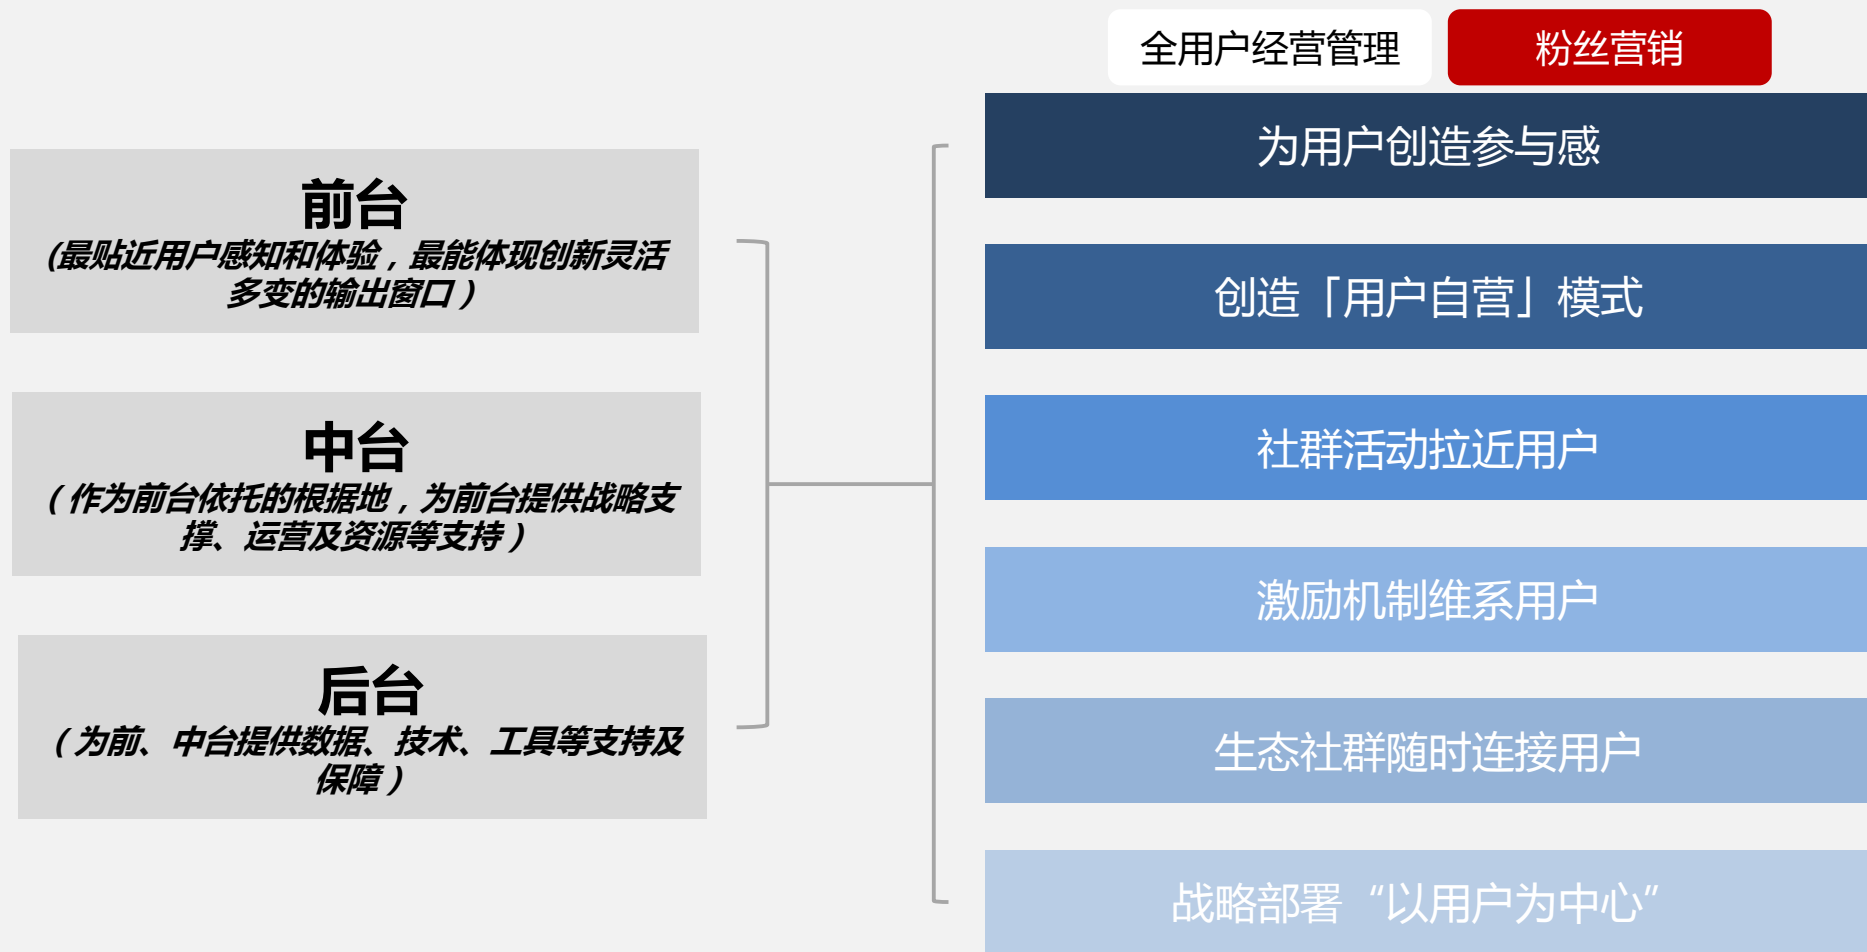 全用户经营管理
粉丝营销
前台
(最贴近用户感知和体验，最能体现创新灵活
多变的输出窗口）
中台
（作为前台依托的根据地，为前台提供战略支
撑、运营及资源等支持）
后台
（为前、中台提供数据、技术、工具等支持及
保障）
为用户创造参与感
创造「用户自营」模式
社群活动拉近用户
激励机制维系用户
生态社群随时连接用户
战略部署“以用户为中心”